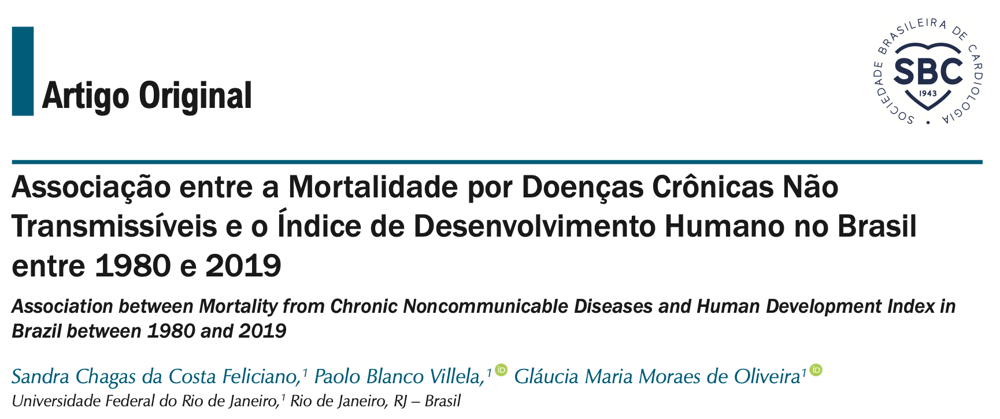 Artigo Original
SOCIEDADE BRASILEIRA DE CARDIOLOGIA
SBC
1943
Associação entre a Mortalidade por Doenças Crônicas Não
Transmissíveis e o Índice de Desenvolvimento Humano no Brasil
entre 1980 e 2019
Association between Mortality from Chronic Noncommunicable Diseases and Human Development Index in
Brazil between 1980 and 2019
Sandra Chagas da Costa Feliciano,¹ Paolo Blanco Villela,¹ iD Gláucia Maria Moraes de Oliveira¹ iD
Universidade Federal do Rio de Janeiro,¹ Rio de Janeiro, RJ – Brasil